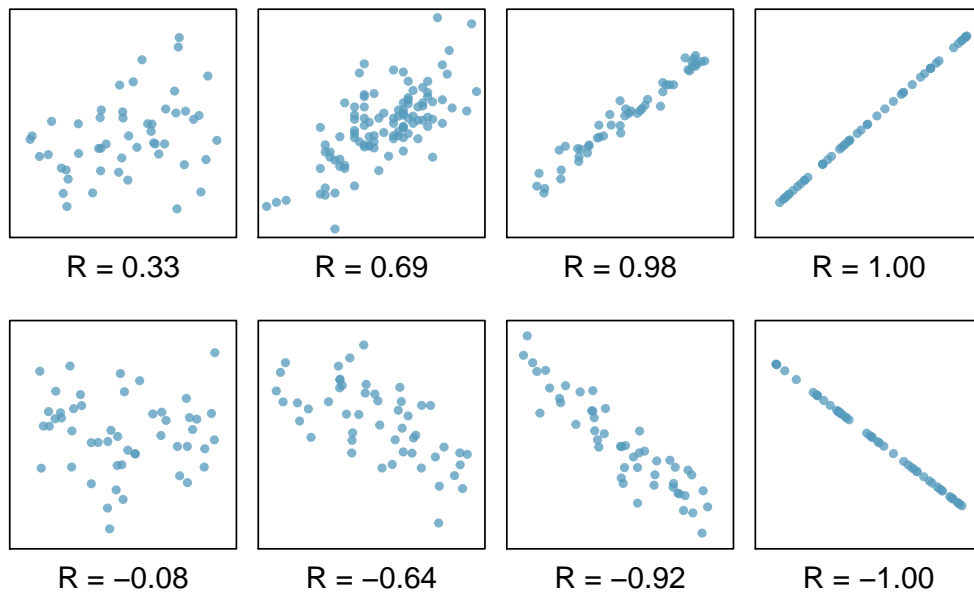 R = 0.33
R = 0.69
R = 0.98
R = 1.00
R = −0.08
R = −0.64
R = −0.92
R = −1.00